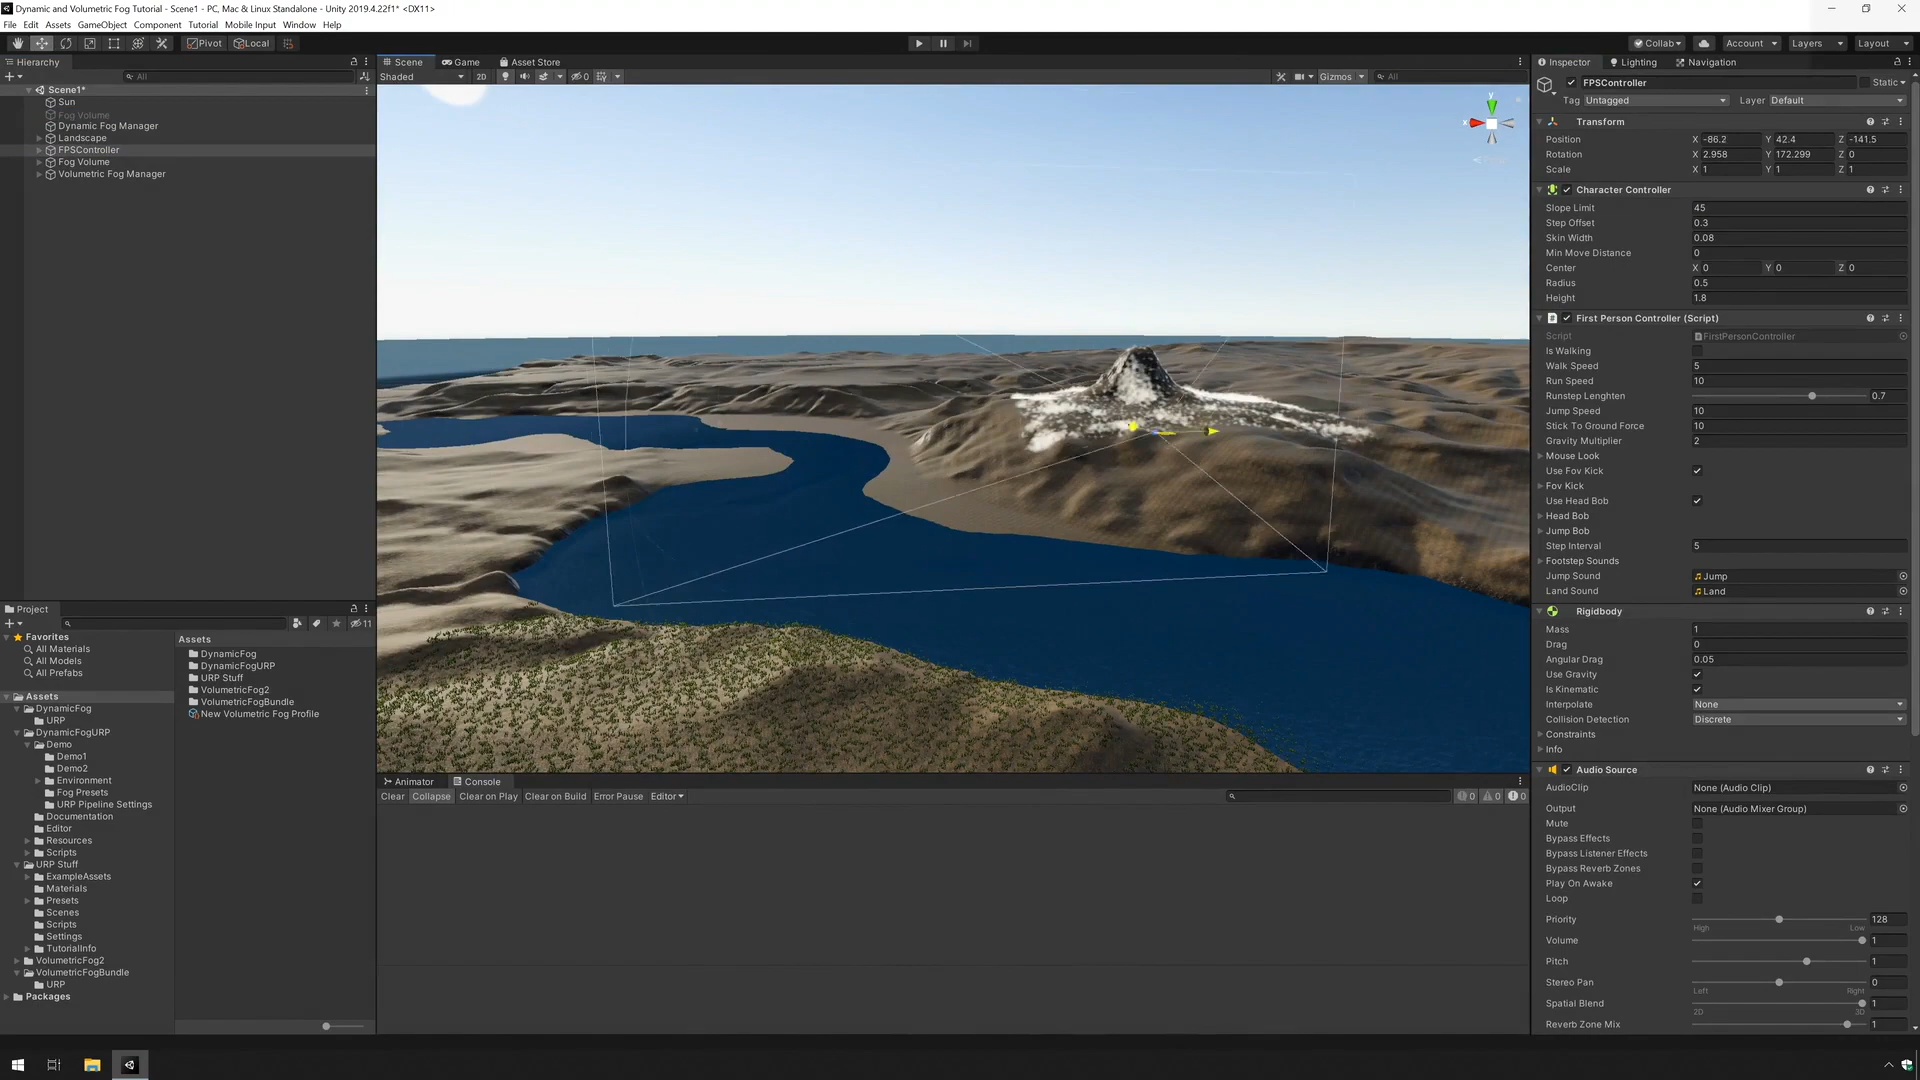 Dynamic and Volumetric Fog Tutorial - Scene1 - PC, Mac & Linux Standalone - Unity 2019.4.22f1* <DX11>
File Edit Assets GameObject Component Tutorial Mobile Input Window Help
Pivot Local Collab Account Layers Layout
Hierarchy
All
Scene1*
Sun
Fog Volume
Dynamic Fog Manager
Landscape
FPSController
Fog Volume
Volumetric Fog Manager
Scene Game Asset Store
Shaded 2D 0 Gizmos All
y
x
Project
11
Favorites
All Materials
All Models
All Prefabs
Assets
DynamicFog
URP
DynamicFogURP
Demo
Demo1
Demo2
Environment
Fog Presets
URP Pipeline Settings
Documentation
Editor
Resources
Scripts
URP Stuff
ExampleAssets
Materials
Presets
Scenes
Scripts
Settings
TutorialInfo
VolumetricFog2
VolumetricFogBundle
URP
Packages
Assets
DynamicFog
DynamicFogURP
URP Stuff
VolumetricFog2
VolumetricFogBundle
New Volumetric Fog Profile
Animator Console
Clear Collapse Clear on Play Clear on Build Error Pause Editor 0 0 0
Inspector Lighting Navigation
FPSController Static
Tag Untagged Layer Default
Transform
Position X -86.2 Y 42.4 Z -141.5
Rotation X 2.958 Y 172.299 Z 0
Scale X 1 Y 1 Z 1
Character Controller
Slope Limit 45
Step Offset 0.3
Skin Width 0.08
Min Move Distance 0
Center X 0 Y 0 Z 0
Radius 0.5
Height 1.8
First Person Controller (Script)
Script FirstPersonController
Is Walking
Walk Speed 5
Run Speed 10
Runstep Lenghten 0.7
Jump Speed 10
Stick To Ground Force 10
Gravity Multiplier 2
Mouse Look
Use Fov Kick
Fov Kick
Use Head Bob
Head Bob
Jump Bob
Step Interval 5
Footstep Sounds
Jump Sound Jump
Land Sound Land
Rigidbody
Mass 1
Drag 0
Angular Drag 0.05
Use Gravity
Is Kinematic
Interpolate None
Collision Detection Discrete
Constraints
Info
Audio Source
AudioClip None (Audio Clip)
Output None (Audio Mixer Group)
Mute
Bypass Effects
Bypass Listener Effects
Bypass Reverb Zones
Play On Awake
Loop
Priority 128
High Low
Volume 1
Pitch 1
Stereo Pan 0
Left Right
Spatial Blend 1
2D 3D
Reverb Zone Mix 1